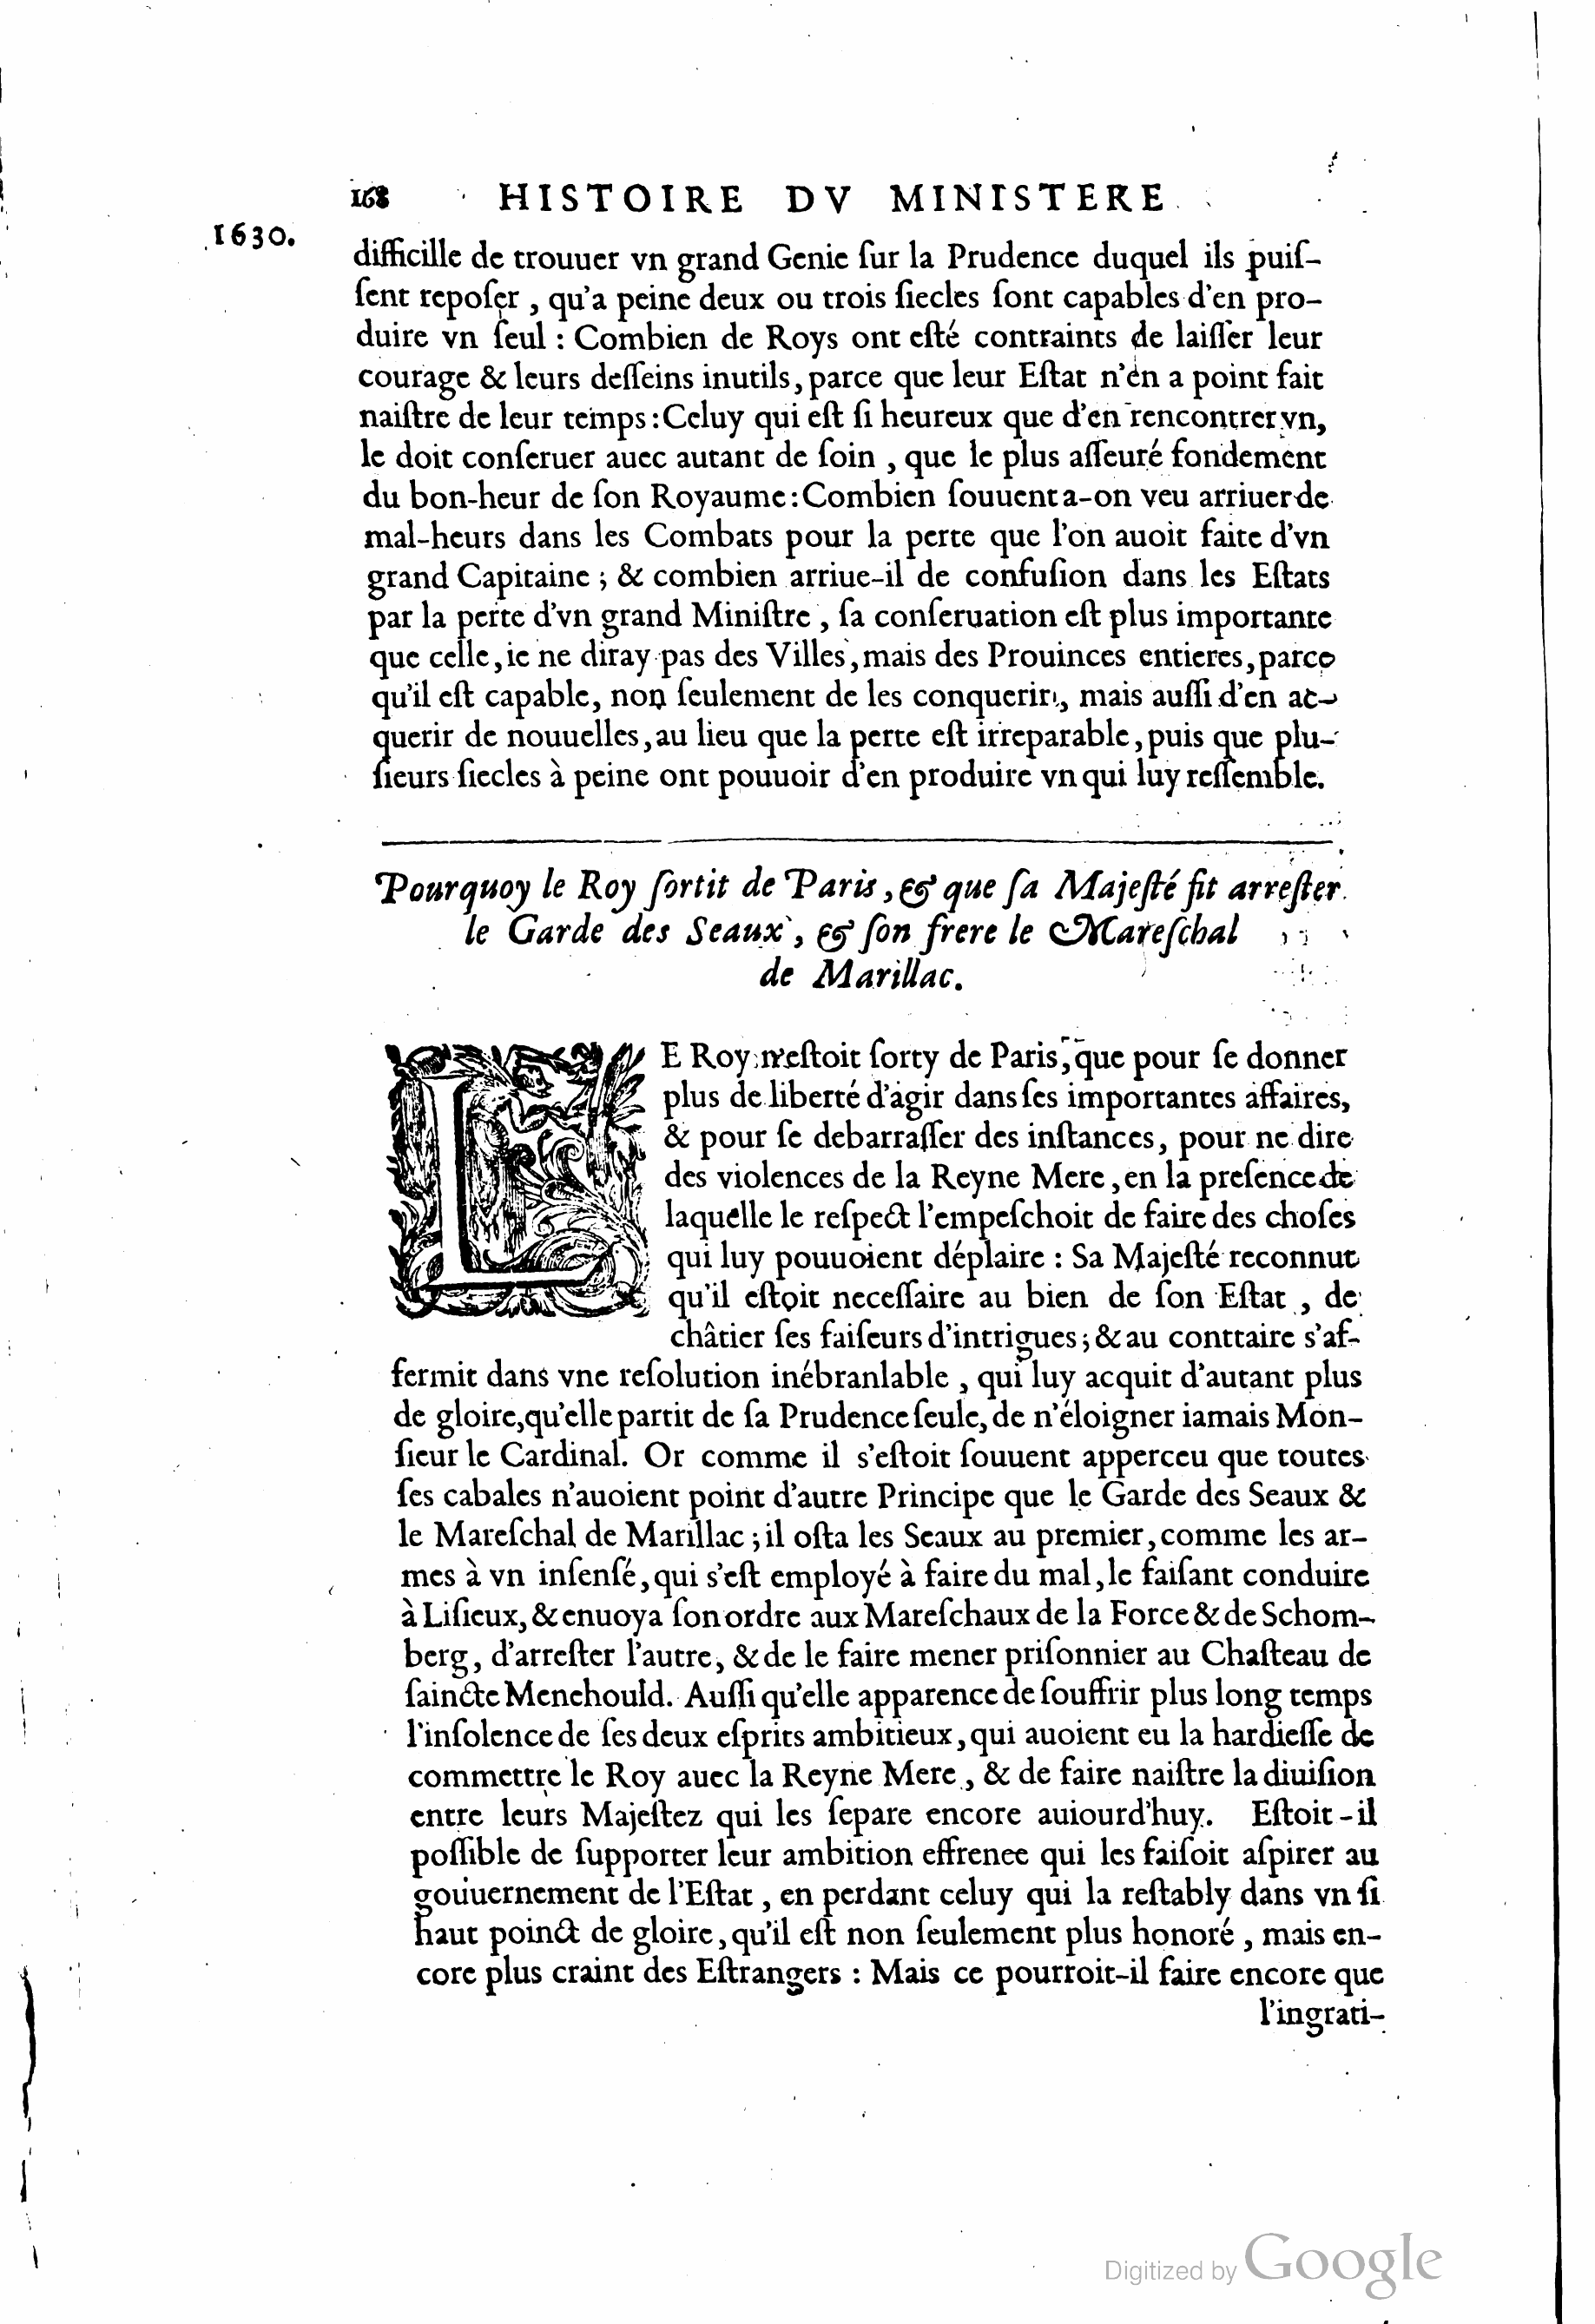 168 HISTOIRE DV MINISTERE
1630.
difficille de trouuer vn grand Genie ſur la Prudence duquel ils puiſ-
ſent repoſer , qu'a peine deux ou trois ſiecles ſont capables d'en pro-
duire vn ſeul : Combien de Roys ont eſté contraints de laiſſer leur
courage & leurs deſſeins inutils, parce que leur Eſtat n'en a point fait
naiſtre de leur temps : Celuy qui eſt ſi heureux que d'en rencontrer vn,
le doit conſeruer auec autant de ſoin , que le plus aſſeuré fondement
du bon-heur de ſon Royaume : Combien ſouuent a-on veu arriuer de
mal-heurs dans les Combats pour la perte que l'on auoit faite d'vn
grand Capitaine ; & combien arriue-il de confuſion dans les Eſtats
par la perte d'vn grand Miniſtre , ſa conſeruation eſt plus importante
que celle, ie ne diray pas des Villes, mais des Prouinces entieres, parce
qu'il eſt capable, non ſeulement de les conquerir, mais auſſi d'en ac-
querir de nouuelles, au lieu que la perte eſt irreparable, puis que plu-
ſieurs ſiecles à peine ont pouuoir d'en produire vn qui luy reſſemble.
Pourquoy le Roy ſortit de Paris, & que ſa Majeſté fit arreſter
le Garde des Seaux, & ſon frere le Mareſchal
de Marillac.
LE Roy n'eſtoit ſorty de Paris, que pour ſe donner
plus de liberté d'agir dans ſes importantes affaires,
& pour ſe debarraſſer des inſtances, pour ne dire
des violences de la Reyne Mere, en la preſence de
laquelle le reſpect l'empeſchoit de faire des choſes
qui luy pouuoient déplaire : Sa Majeſté reconnut
qu'il eſtoit neceſſaire au bien de ſon Eſtat , de
châtier ſes faiſeurs d'intrigues ; & au conttaire s'af-
fermit dans vne reſolution inébranlable , qui luy acquit d'autant plus
de gloire, qu'elle partit de ſa Prudence ſeule, de n'éloigner iamais Mon-
ſieur le Cardinal. Or comme il s'eſtoit ſouuent apperceu que toutes
ſes cabales n'auoient point d'autre Principe que le Garde des Seaux &
le Mareſchal de Marillac ; il oſta les Seaux au premier, comme les ar-
mes à vn inſenſé, qui s'eſt employé à faire du mal, le faiſant conduire
à Liſieux, & enuoya ſon ordre aux Mareſchaux de la Force & de Schom-
berg, d'arreſter l'autre, & de le faire mener priſonnier au Chaſteau de
ſaincte Menehould. Auſſi qu'elle apparence de ſouffrir plus long temps
l'inſolence de ſes deux eſprits ambitieux, qui auoient eu la hardieſſe de
commettre le Roy auec la Reyne Mere , & de faire naiſtre la diuiſion
entre leurs Majeſtez qui les ſepare encore auiourd'huy. Eſtoit-il
poſſible de ſupporter leur ambition effrenee qui les faiſoit aſpirer au
gouuernement de l'Eſtat , en perdant celuy qui la reſtably dans vn ſi
haut poinct de gloire, qu'il eſt non ſeulement plus honoré , mais en-
core plus craint des Eſtrangers : Mais ce pourroit-il faire encore que
l'ingrati-
Digitized by Google